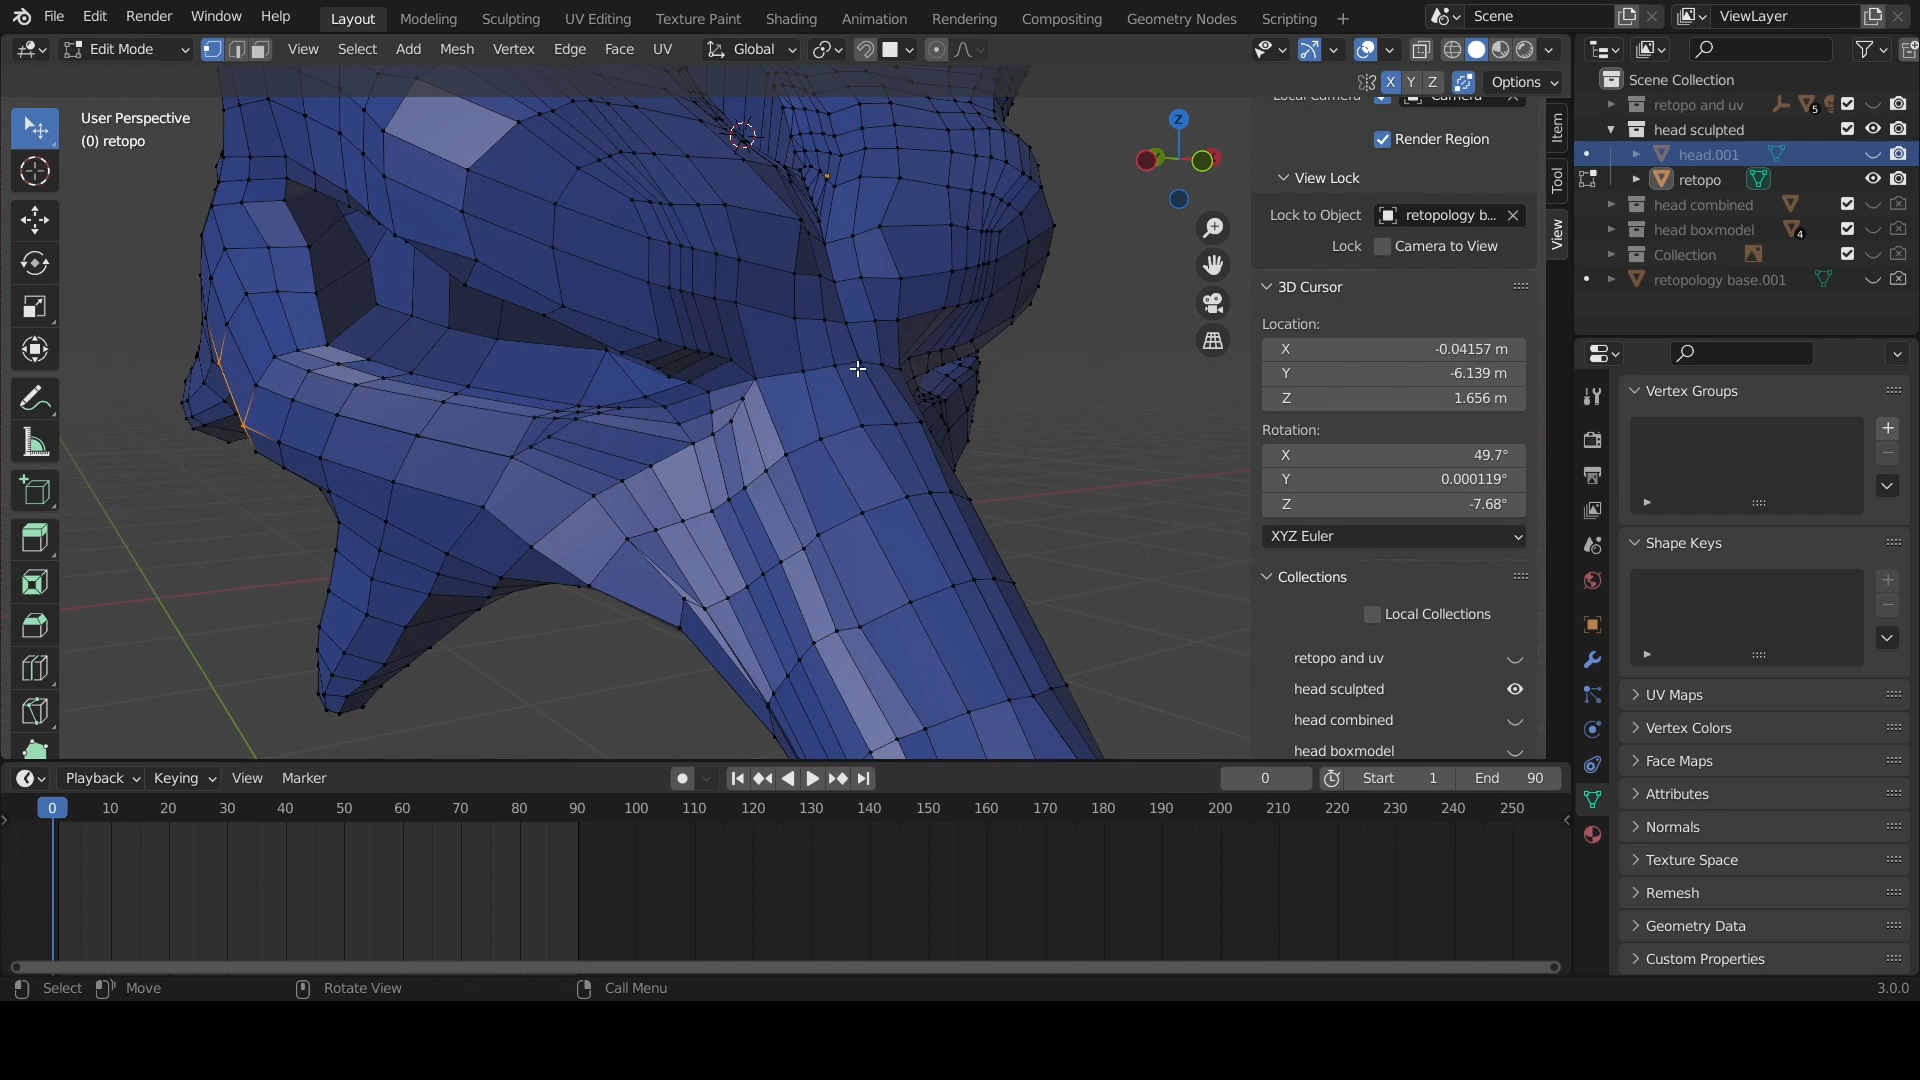 File Edit Render Window Help Layout Modeling Sculpting UV Editing Texture Paint Shading Animation Rendering Compositing Geometry Nodes Scripting + Scene ViewLayer
Edit Mode View Select Add Mesh Vertex Edge Face UV Global
X Y Z Options
User Perspective
(0) retopo
Z
Render Region
View Lock
Lock to Object retopology b...
Lock Camera to View
3D Cursor
Location:
X -0.04157 m
Y -6.139 m
Z 1.656 m
Rotation:
X 49.7°
Y 0.000119°
Z -7.68°
XYZ Euler
Collections
Local Collections
retopo and uv
head sculpted
head combined
head boxmodel
Item
Tool
View
Scene Collection
retopo and uv 5
head sculpted
head.001
retopo
head combined
head boxmodel 4
Collection
retopology base.001
Vertex Groups
Shape Keys
UV Maps
Vertex Colors
Face Maps
Attributes
Normals
Texture Space
Remesh
Geometry Data
Custom Properties
Playback Keying View Marker 0 Start 1 End 90
0 10 20 30 40 50 60 70 80 90 100 110 120 130 140 150 160 170 180 190 200 210 220 230 240 250
Select Move Rotate View Call Menu 3.0.0